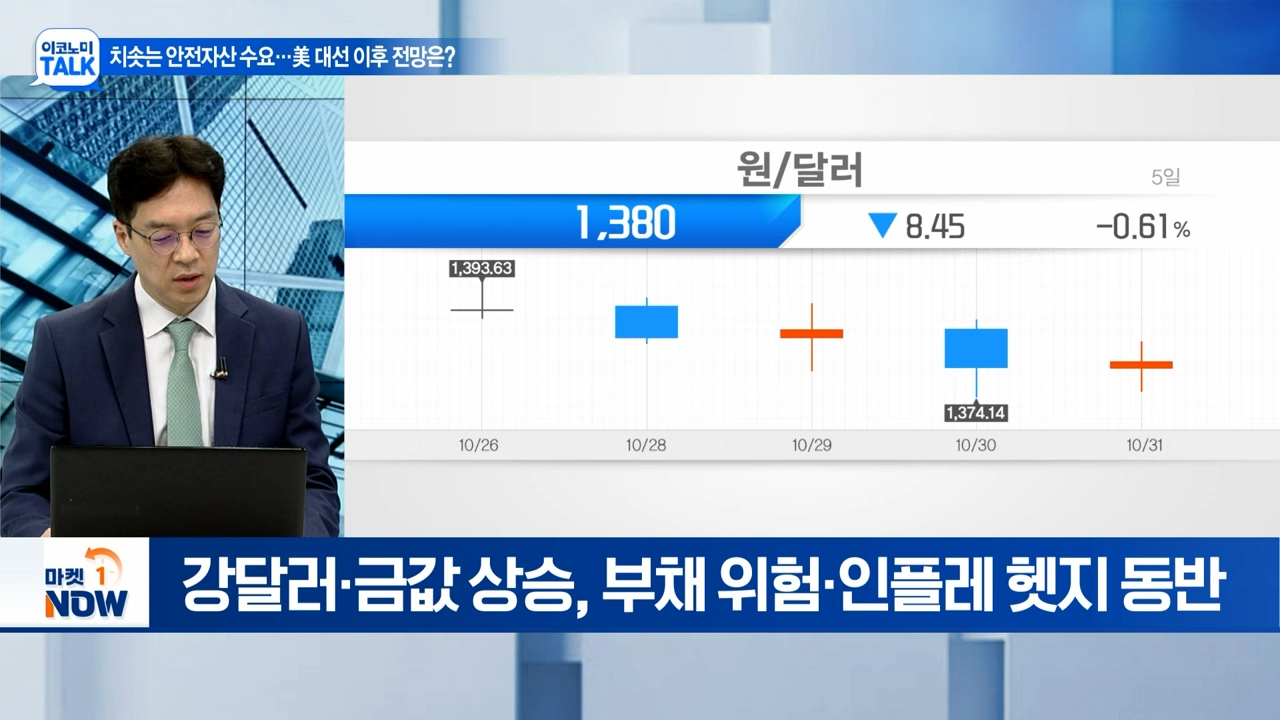 이코노미
TALK
치솟는 안전자산 수요…美 대선 이후 전망은?
원/달러
5일
1,380
▼ 8.45
-0.61%
1,393.63
1,374.14
10/26
10/28
10/29
10/30
10/31
마켓 1
NOW
강달러·금값 상승, 부채 위험·인플레 헷지 동반